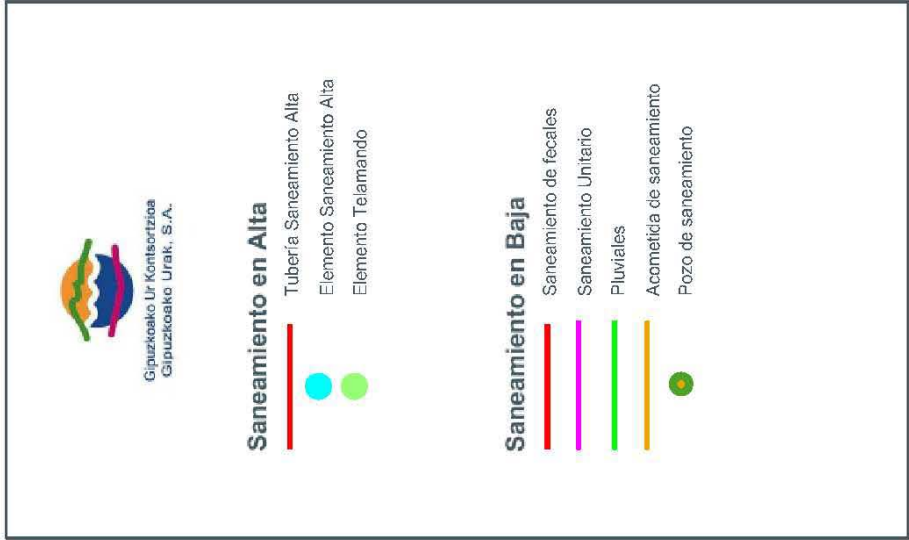 Gipuzkoako Ur Kontsortzioa
Gipuzkoako Urak, S.A.
Saneamiento en Alta
Tubería Saneamiento Alta
Elemento Saneamiento Alta
Elemento Telamando
Saneamiento en Baja
Saneamiento de fecales
Saneamiento Unitario
Pluviales
Acometida de saneamiento
Pozo de saneamiento